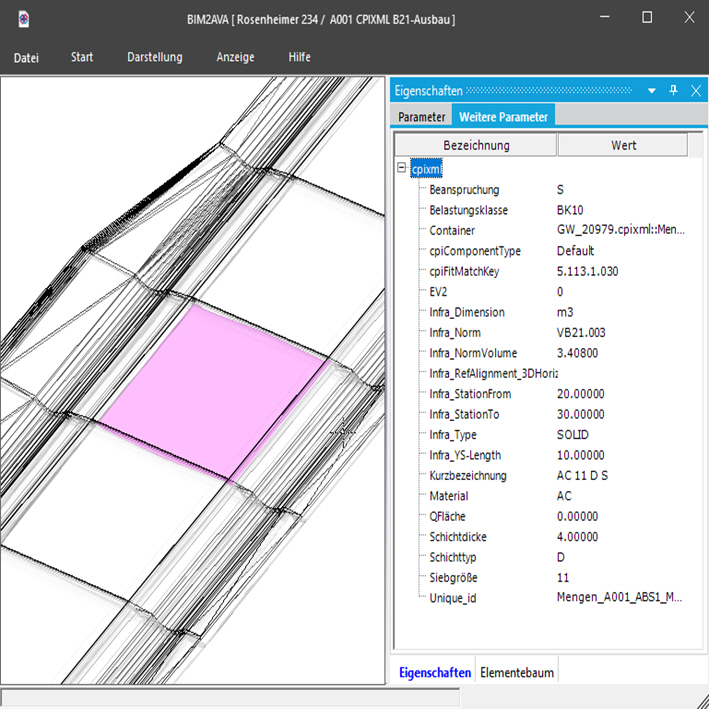 BIM2AVA [ Rosenheimer 234 / A001 CPIXML B21-Ausbau ]
Datei Start Darstellung Anzeige Hilfe
Eigenschaften
Parameter Weitere Parameter
Bezeichnung Wert
cpixml
Beanspruchung S
Belastungsklasse BK10
Container GW_20979.cpixml::Men...
cpiComponentType Default
cpiFitMatchKey 5.113.1.030
EV2 0
Infra_Dimension m3
Infra_Norm VB21.003
Infra_NormVolume 3.40800
Infra_RefAlignment_3DHoriz
Infra_StationFrom 20.00000
Infra_StationTo 30.00000
Infra_Type SOLID
Infra_YS-Length 10.00000
Kurzbezeichnung AC 11 D S
Material AC
QFläche 0.00000
Schichtdicke 4.00000
Schichttyp D
Siebgröße 11
Unique_id Mengen_A001_ABS1_M...
Eigenschaften Elementebaum